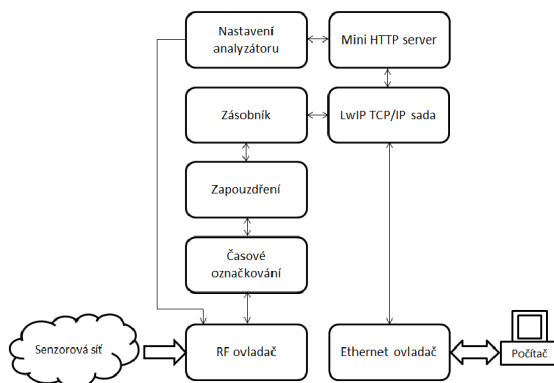 Nastavení
analyzátoru
Mini HTTP server
Zásobník
LwIP TCP/IP sada
Zapouzdření
Časové
označkování
Senzorová síť
RF ovladač
Ethernet ovladač
Počítač